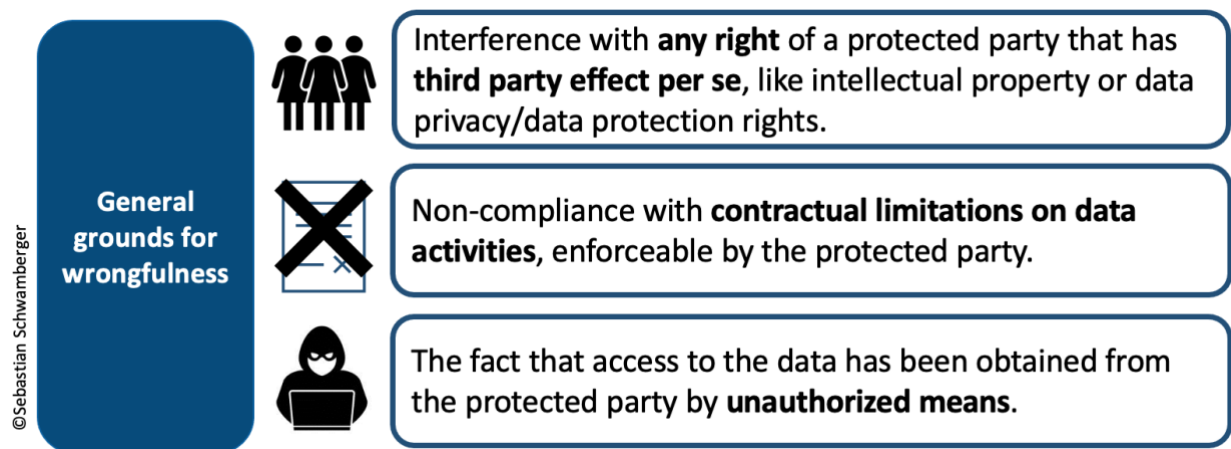 ©Sebastian Schwamberger
General
grounds for
wrongfulness
Interference with any right of a protected party that has
third party effect per se, like intellectual property or data
privacy/data protection rights.
Non-compliance with contractual limitations on data
activities, enforceable by the protected party.
The fact that access to the data has been obtained from
the protected party by unauthorized means.